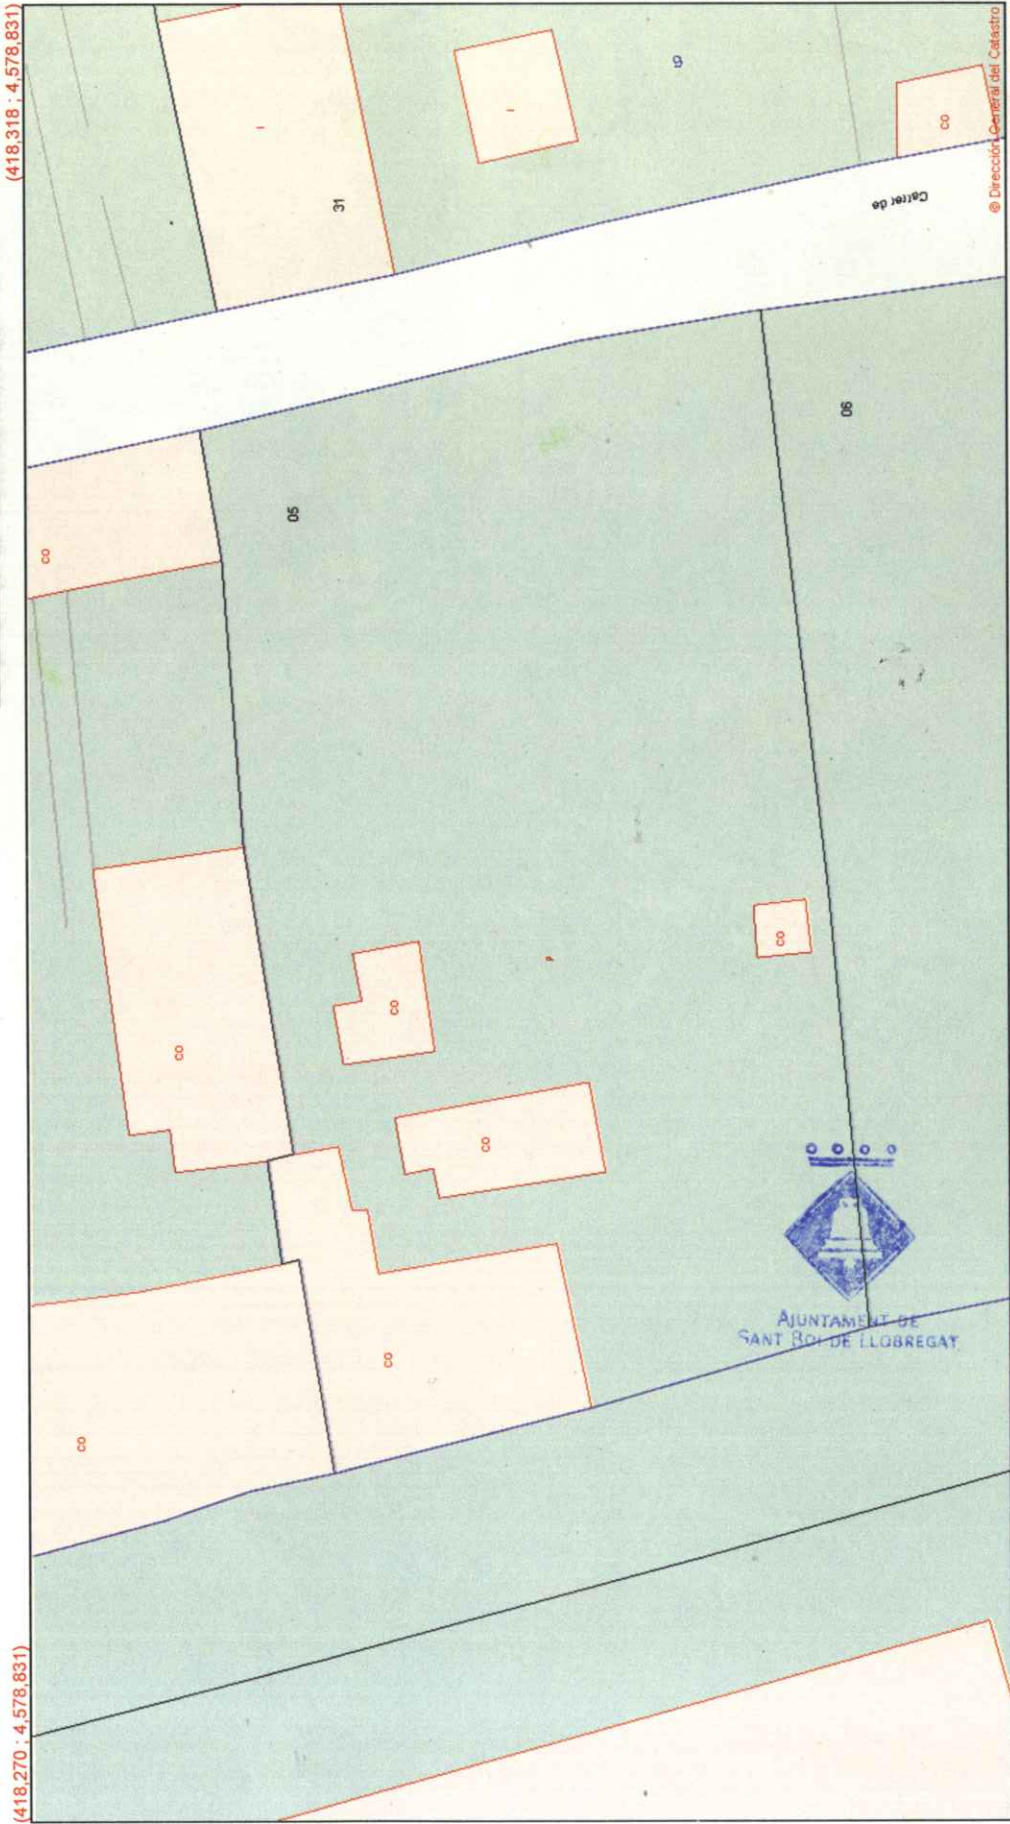 (418,270 ; 4,578,831)
(418,318 ; 4,578,831)
CO
CO
CO
I
05
31
CO
CO
CO
I
CO
06
Carrer de
CO
© Dirección General del Catastro
AJUNTAMENT DE
SANT BOI DE LLOBREGAT